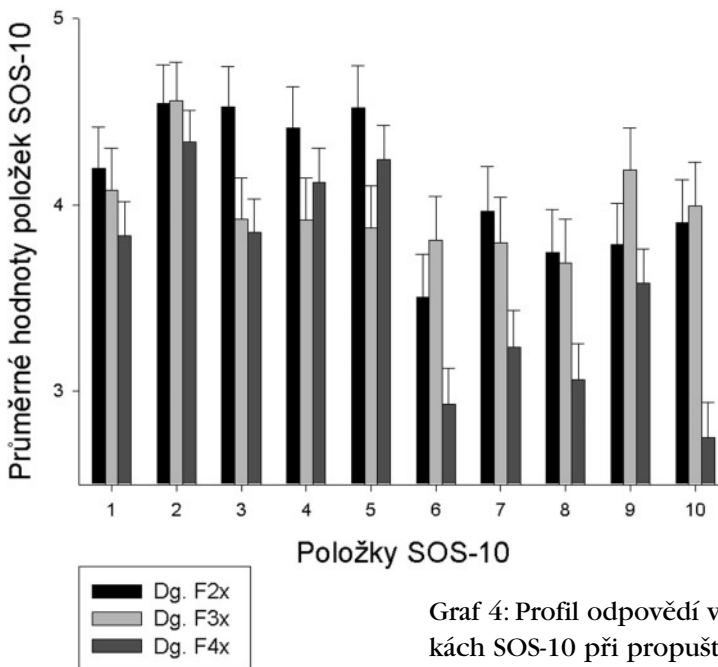 Průměrné hodnoty položek SOS-10
5
4
3
1 2 3 4 5 6 7 8 9 10
Položky SOS-10
Dg. F2x
Dg. F3x
Dg. F4x
Graf 4: Profil odpovědí v
kách SOS-10 při propušt